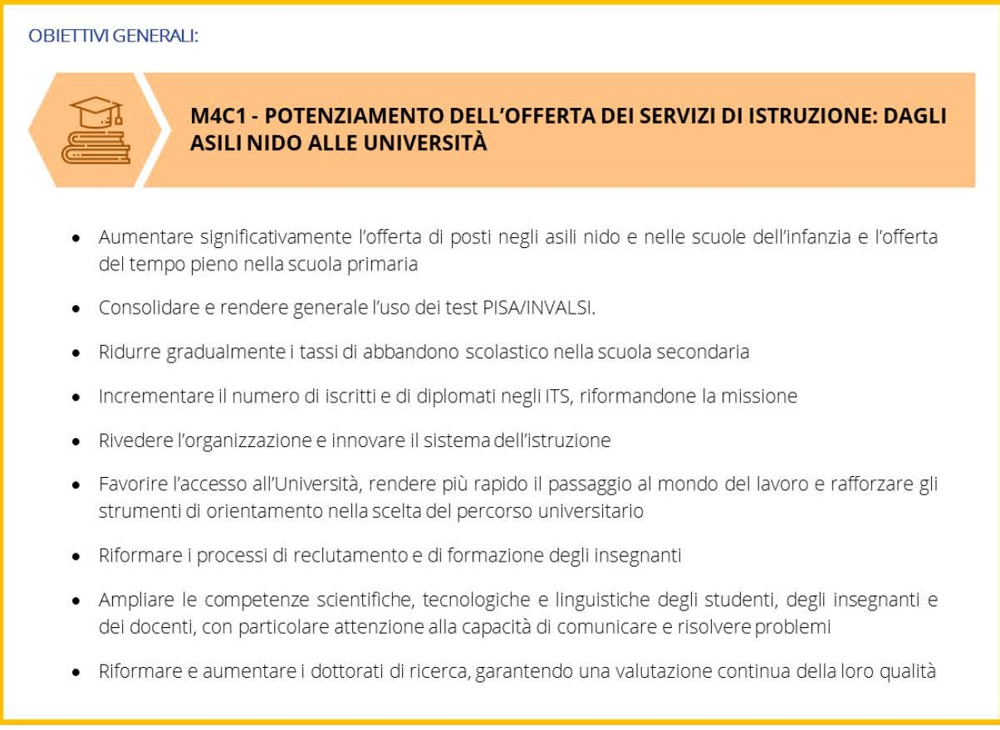 OBIETTIVI GENERALI:
M4C1 - POTENZIAMENTO DELL'OFFERTA DEI SERVIZI DI ISTRUZIONE: DAGLI
ASILI NIDO ALLE UNIVERSITÀ
• Aumentare significativamente l'offerta di posti negli asili nido e nelle scuole dell'infanzia e l'offerta
del tempo pieno nella scuola primaria
• Consolidare e rendere generale l'uso dei test PISA/INVALSI.
• Ridurre gradualmente i tassi di abbandono scolastico nella scuola secondaria
• Incrementare il numero di iscritti e di diplomati negli ITS, riformandone la missione
• Rivedere l'organizzazione e innovare il sistema dell'istruzione
• Favorire l'accesso all'Università, rendere più rapido il passaggio al mondo del lavoro e rafforzare gli
strumenti di orientamento nella scelta del percorso universitario
• Riformare i processi di reclutamento e di formazione degli insegnanti
• Ampliare le competenze scientifiche, tecnologiche e linguistiche degli studenti, degli insegnanti e
dei docenti, con particolare attenzione alla capacità di comunicare e risolvere problemi
• Riformare e aumentare i dottorati di ricerca, garantendo una valutazione continua della loro qualità